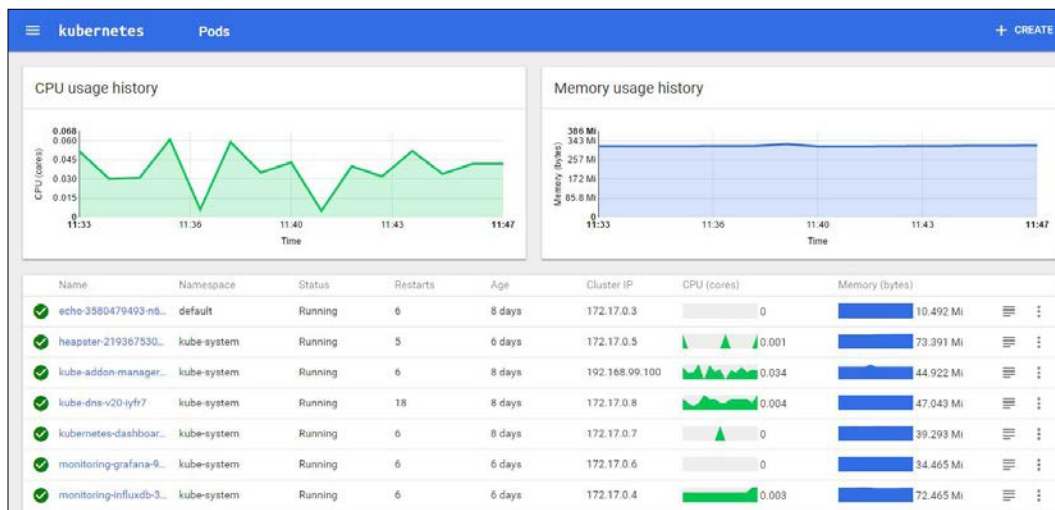 kubernetes Pods + CREATE
CPU usage history
Memory usage history
CPU (cores)
0.068
0.060
0.045
0.030
0.015
0
11:33 11:36 11:40 11:43 11:47
Time
Memory (bytes)
386 Mi
343 Mi
257 Mi
172 Mi
85.8 Mi
0
11:33 11:36 11:40 11:43 11:47
Time
Name Namespace Status Restarts Age Cluster IP CPU (cores) Memory (bytes)
echo-3580479493-n6... default Running 6 8 days 172.17.0.3 0 10.492 Mi
heapster-219367530... kube-system Running 5 6 days 172.17.0.5 0.001 73.391 Mi
kube-addon-manager... kube-system Running 6 8 days 192.168.99.100 0.034 44.922 Mi
kube-dns-v20-iyfr7 kube-system Running 18 8 days 172.17.0.8 0.004 47.043 Mi
kubernetes-dashboar... kube-system Running 6 8 days 172.17.0.7 0 39.293 Mi
monitoring-grafana-9... kube-system Running 6 6 days 172.17.0.6 0 34.465 Mi
monitoring-influxdb-3... kube-system Running 6 6 days 172.17.0.4 0.003 72.465 Mi